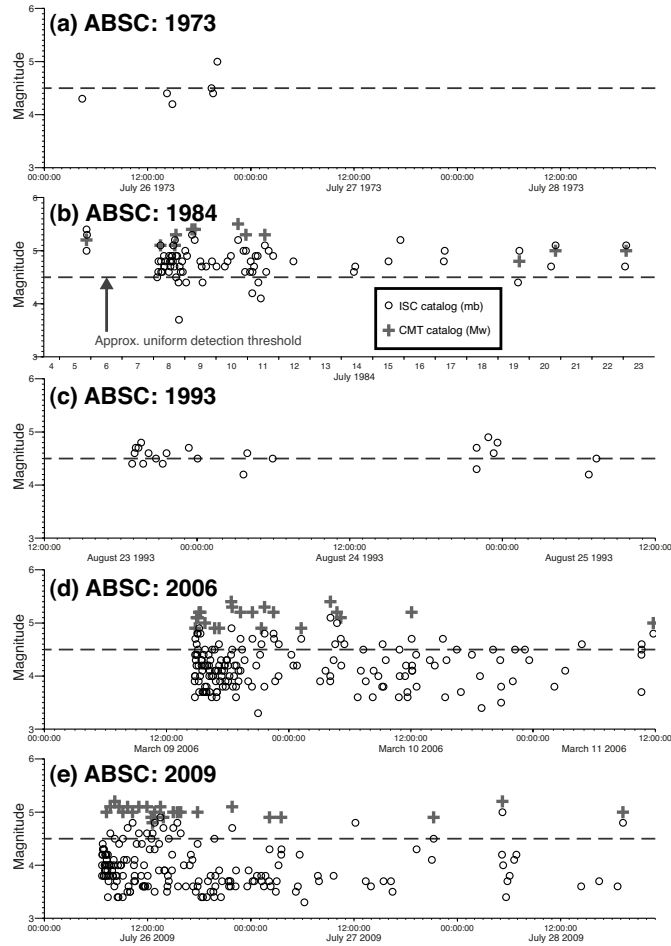 (a) ABSC: 1973
Magnitude
6
5
4
3
00:00:00 12:00:00 00:00:00 12:00:00 00:00:00 12:00:00
July 26 1973 July 27 1973 July 28 1973
(b) ABSC: 1984
Magnitude
6
5
4
3
Approx. uniform detection threshold
ISC catalog (mb)
CMT catalog (Mw)
4 5 6 7 8 9 10 11 12 13 14 15 16 17 18 19 20 22 23
July 1984
(c) ABSC: 1993
Magnitude
6
5
4
3
12:00:00 00:00:00 12:00:00 00:00:00 12:00:00
August 23 1993 August 24 1993 August 25 1993
(d) ABSC: 2006
Magnitude
6
5
4
3
00:00:00 12:00:00 00:00:00 12:00:00 00:00:00 12:00:00
March 09 2006 March 10 2006 March 11 2006
(e) ABSC: 2009
Magnitude
6
5
4
3
00:00:00 12:00:00 00:00:00 12:00:00 00:00:00 12:00:00
July 26 2009 July 27 2009 July 28 2009